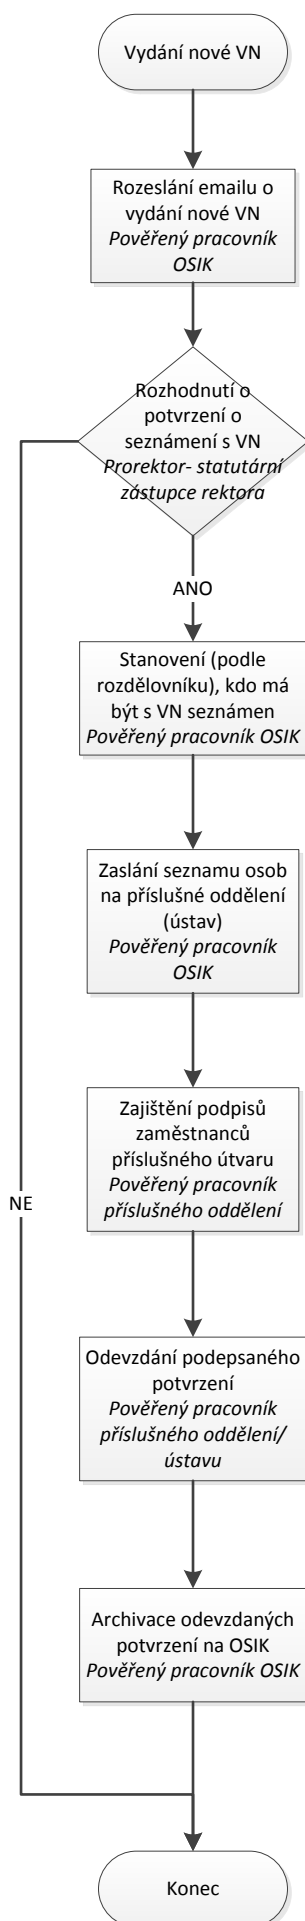 Vydání nové VN
Rozeslání emailu o
vydání nové VN
Pověřený pracovník
OSIK
Rozhodnutí o
potvrzení o
seznámení s VN
Prorektor- statutární
zástupce rektora
ANO
Stanovení (podle
rozdělovníku), kdo má
být s VN seznámen
Pověřený pracovník OSIK
Zaslání seznamu osob
na příslušné oddělení
(ústav)
Pověřený pracovník
OSIK
Zajištění podpisů
zaměstnanců
příslušného útvaru
Pověřený pracovník
příslušného oddělení
NE
Odevzdání podepsaného
potvrzení
Pověřený pracovník
příslušného oddělení/
ústavu
Archivace odevzdaných
potvrzení na OSIK
Pověřený pracovník OSIK
Konec